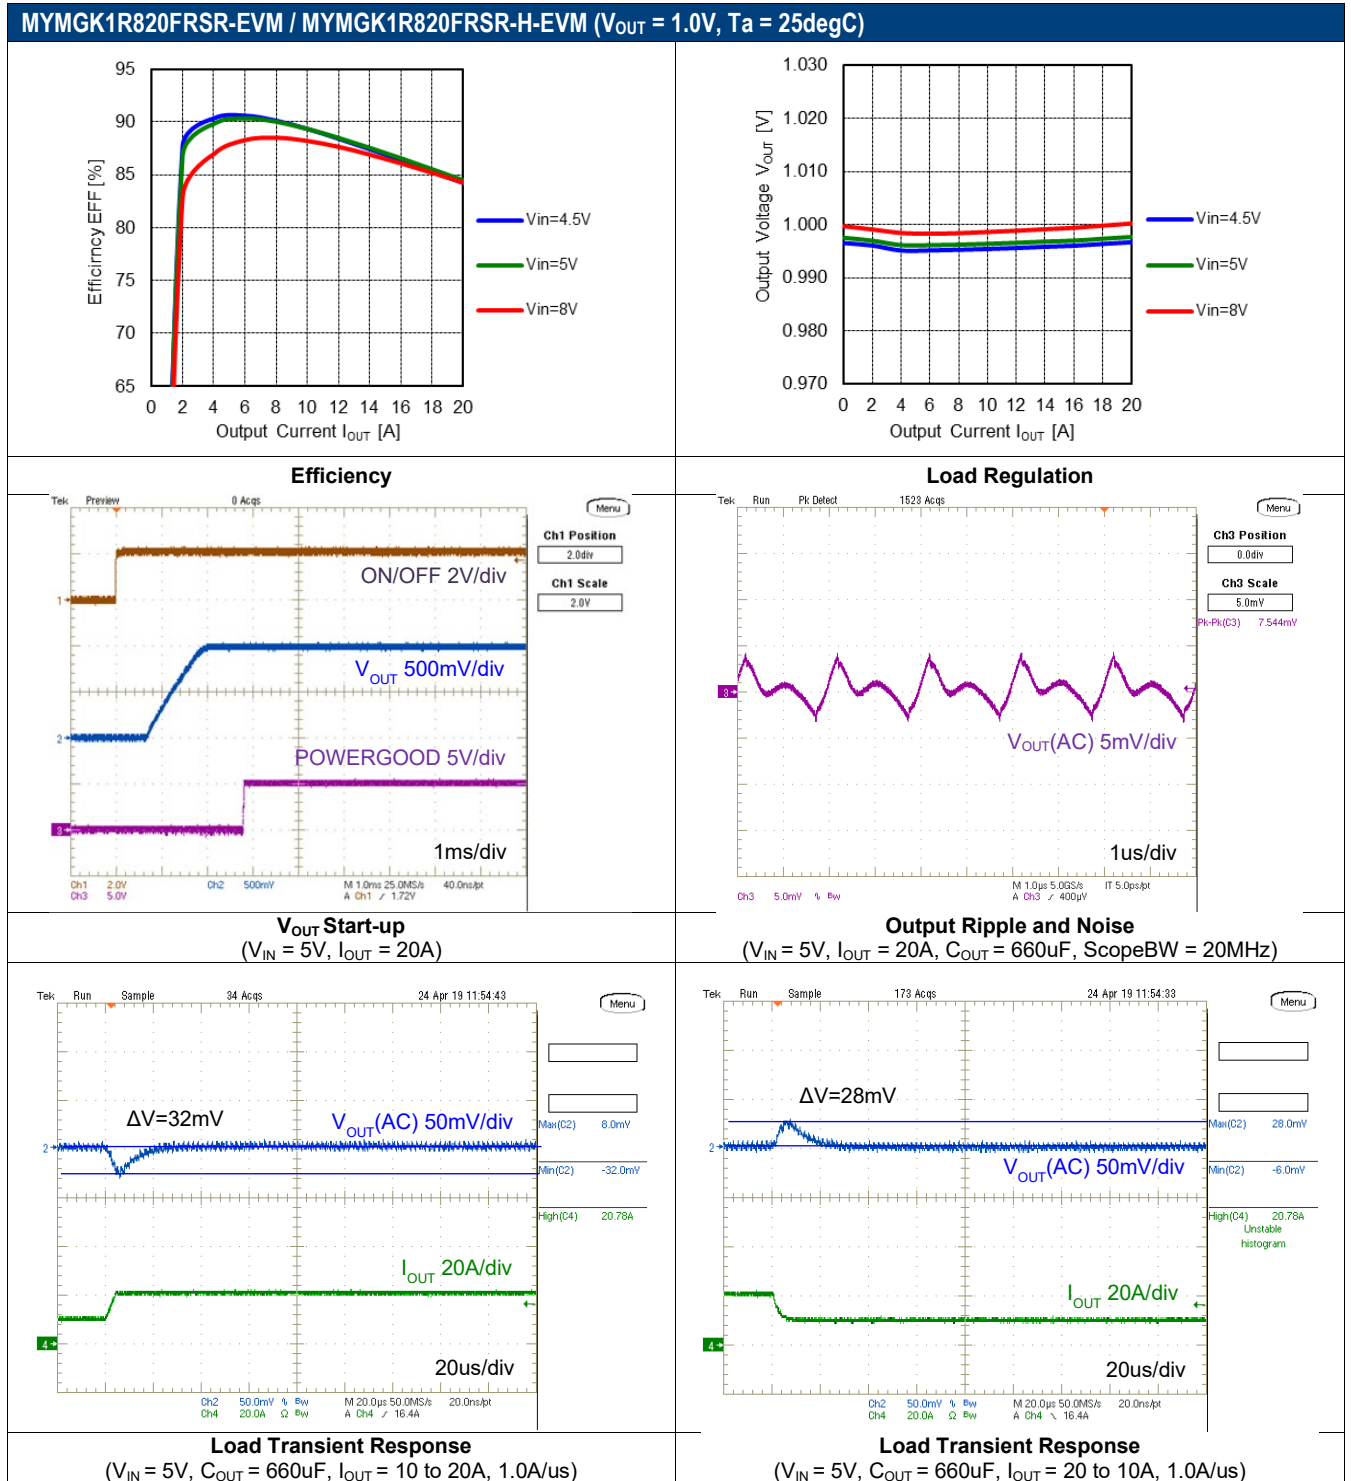 MYMGK1R820FRSR-EVM / MYMGK1R820FRSR-H-EVM (VOUT = 1.0V, Ta = 25degC)
95
90
85
80
75
70
65
Efficirncy EFF [%]
0 2 4 6 8 10 12 14 16 18 20
Output Current IOUT [A]
Vin=4.5V
Vin=5V
Vin=8V
Efficiency
1.030
1.020
1.010
1.000
0.990
0.980
0.970
Output Voltage VOUT [V]
0 2 4 6 8 10 12 14 16 18 20
Output Current IOUT [A]
Vin=4.5V
Vin=5V
Vin=8V
Load Regulation
Tek Preview 0 Acqs
Menu
Ch1 Position
2.0div
Ch1 Scale
2.0V
ON/OFF 2V/div
1
VOUT 500mV/div
2
POWERGOOD 5V/div
3
1ms/div
Ch1 2.0V Ch2 500mV M 1.0ms 25.0MS/s 40.0ns/pt
Ch3 5.0V A Ch1 / 1.72V
VOUT Start-up
(VIN = 5V, IOUT = 20A)
Tek Run Pk Detect 1523 Acqs
Menu
Ch3 Position
0.0div
Ch3 Scale
5.0mV
Pk-Pk(C3) 7.544mV
3
VOUT(AC) 5mV/div
1us/div
Ch3 5.0mV ∿ BW M 1.0µs 5.0GS/s IT 5.0ps/pt
A Ch3 / 400µV
Output Ripple and Noise
(VIN = 5V, IOUT = 20A, COUT = 660uF, ScopeBW = 20MHz)
Tek Run Sample 34 Acqs 24 Apr 19 11:54:43
Menu
ΔV=32mV
VOUT(AC) 50mV/div
Max(C2) 8.0mV
2
Min(C2) -32.0mV
High(C4) 20.78A
IOUT 20A/div
4
20us/div
Ch2 50.0mV ∿ BW M 20.0µs 50.0MS/s 20.0ns/pt
Ch4 20.0A Ω BW A Ch4 / 16.4A
Load Transient Response
(VIN = 5V, COUT = 660uF, IOUT = 10 to 20A, 1.0A/us)
Tek Run Sample 173 Acqs 24 Apr 19 11:54:33
Menu
ΔV=28mV
Max(C2) 28.0mV
2
VOUT(AC) 50mV/div
Min(C2) -6.0mV
High(C4) 20.78A
Unstable
histogram
IOUT 20A/div
4
20us/div
Ch2 50.0mV ∿ BW M 20.0µs 50.0MS/s 20.0ns/pt
Ch4 20.0A Ω BW A Ch4 \ 16.4A
Load Transient Response
(VIN = 5V, COUT = 660uF, IOUT = 20 to 10A, 1.0A/us)